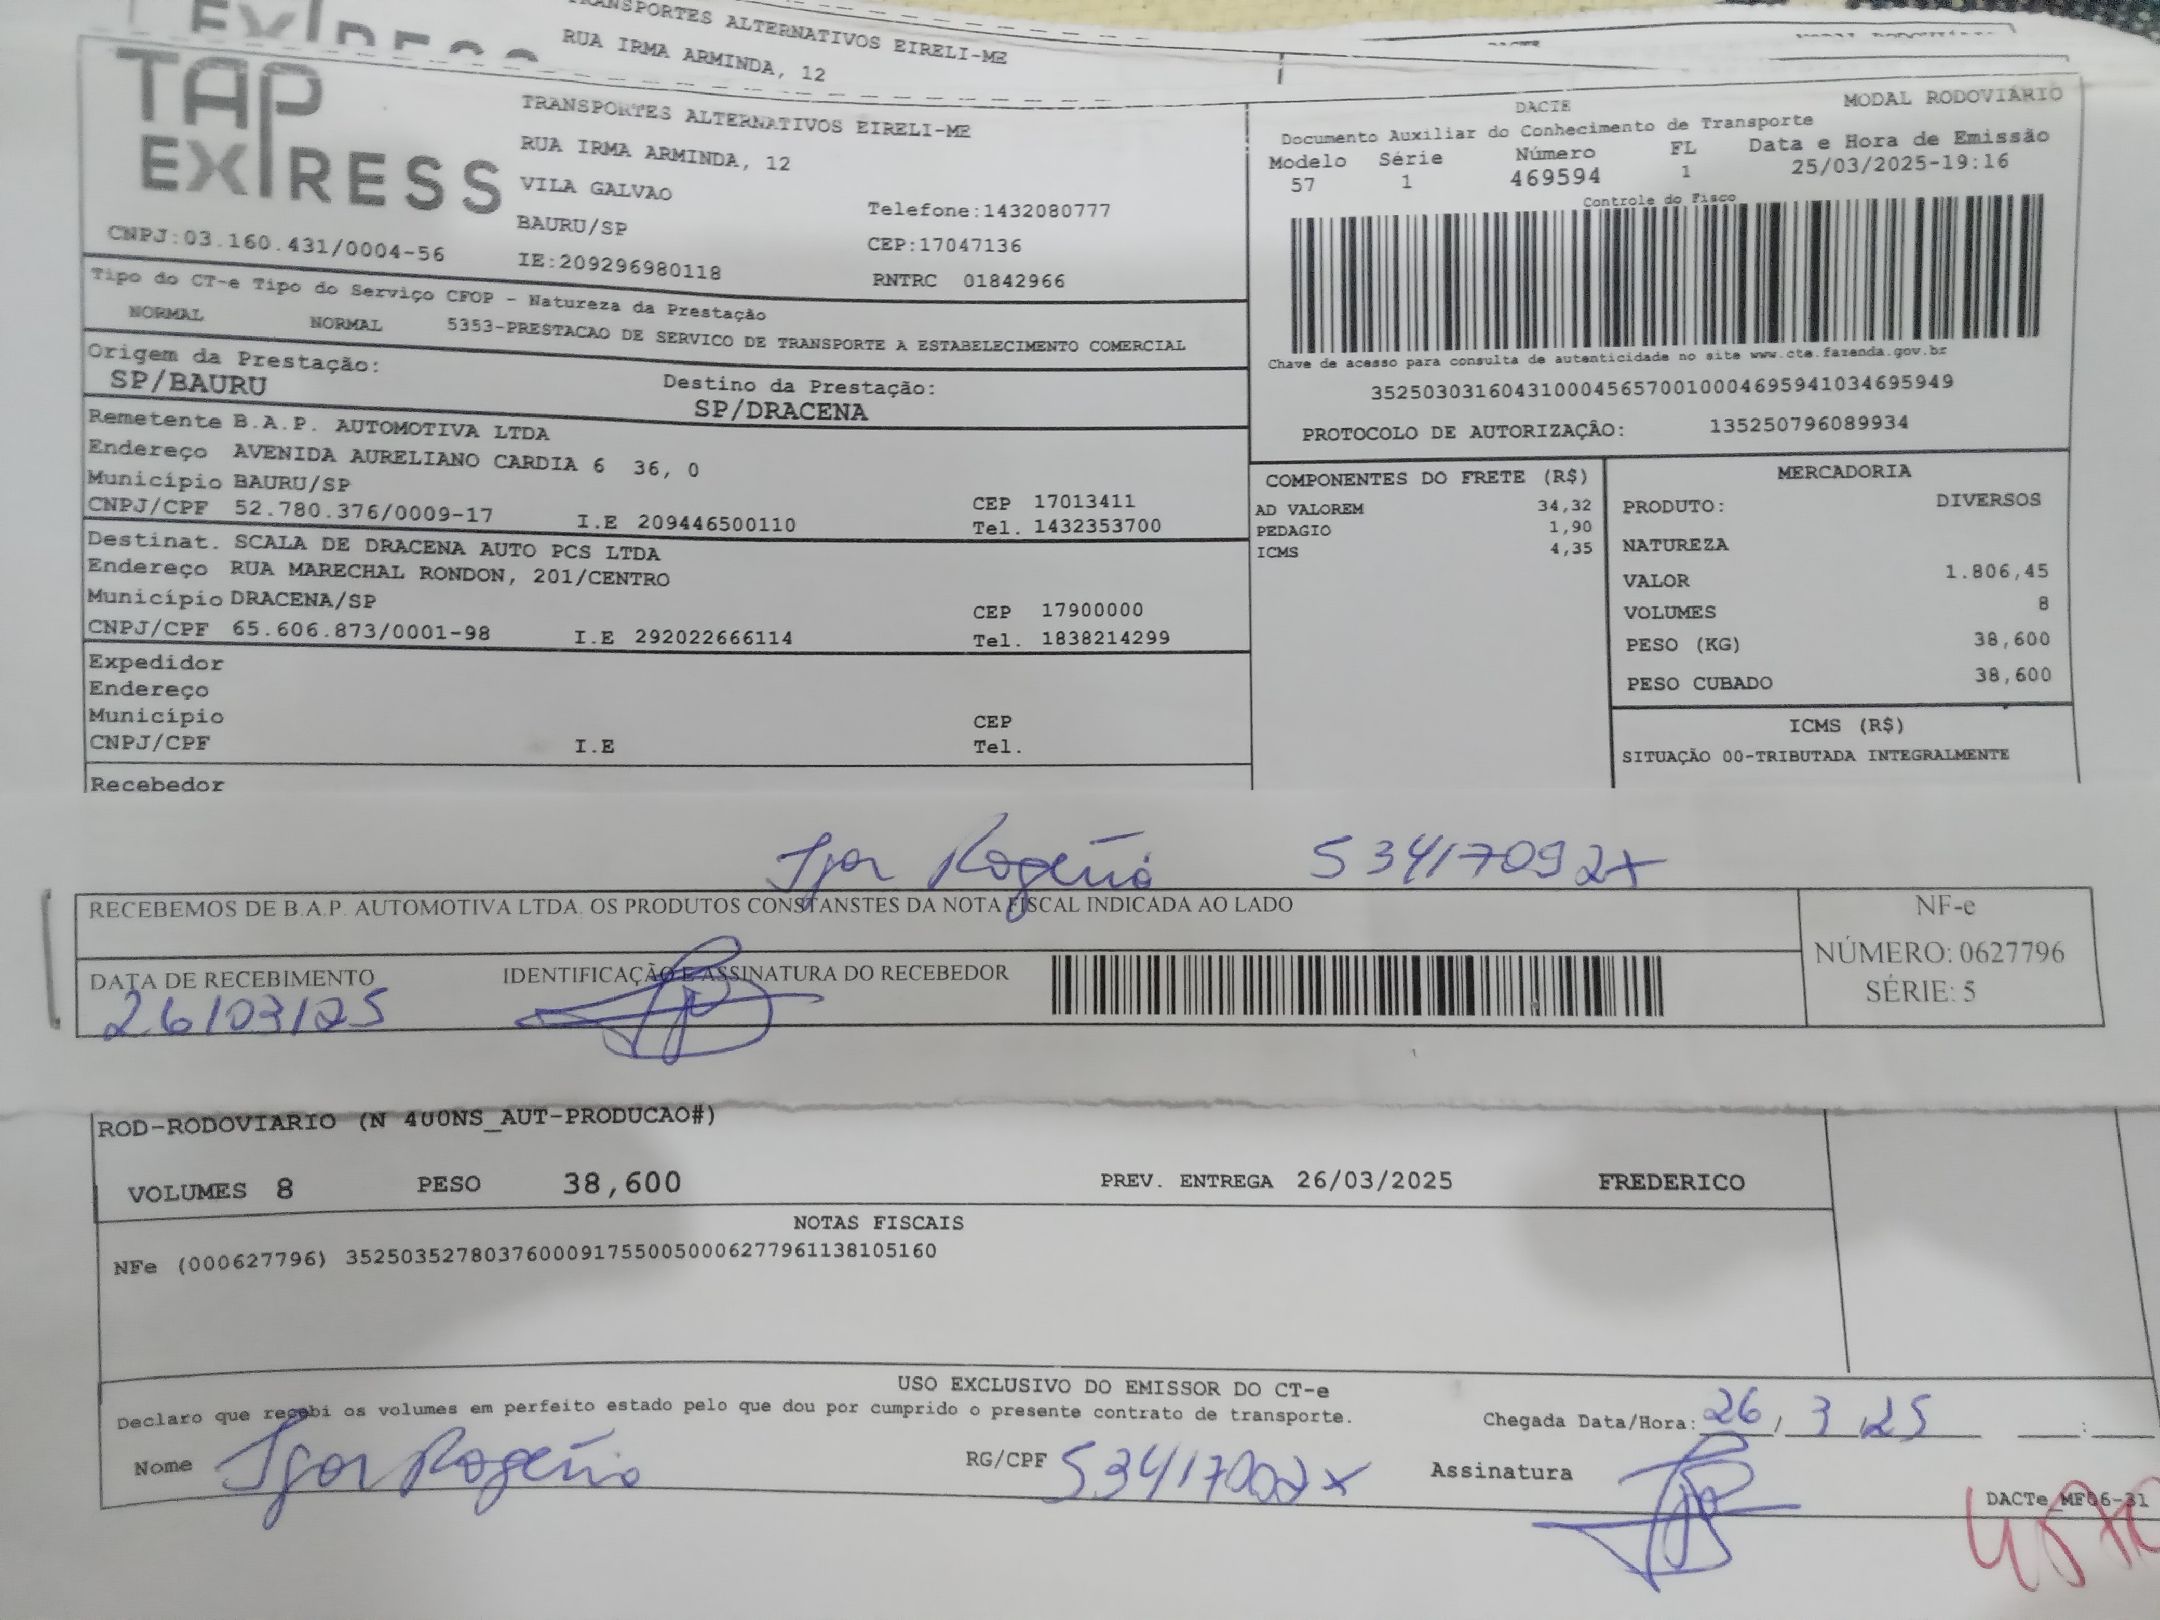 TRANSPORTES ALTERNATIVOS EIRELI-ME
RUA IRMA ARMINDA, 12
TAP EXPRESS
TRANSPORTES ALTERNATIVOS EIRELI-ME
RUA IRMA ARMINDA, 12
VILA GALVAO
BAURU/SP
Telefone:1432080777
CEP:17047136
CNPJ:03.160.431/0004-56
IE:209296980118
RNTRC 01842966
DACTE
MODAL RODOVIÁRIO
Documento Auxiliar do Conhecimento de Transporte
Modelo Série Número FL Data e Hora de Emissão
57 1 469594 1 25/03/2025-19:16
Controle do Fisco
Chave de acesso para consulta de autenticidade no site www.cte.fazenda.gov.br
35250303160431000456570010004695941034695949
PROTOCOLO DE AUTORIZAÇÃO: 135250796089934
Tipo do CT-e Tipo do Serviço CFOP - Natureza da Prestação
NORMAL NORMAL 5353-PRESTACAO DE SERVICO DE TRANSPORTE A ESTABELECIMENTO COMERCIAL
Origem da Prestação: Destino da Prestação:
SP/BAURU SP/DRACENA
Remetente B.A.P. AUTOMOTIVA LTDA
Endereço AVENIDA AURELIANO CARDIA 6 36, 0
Município BAURU/SP CEP 17013411
CNPJ/CPF 52.780.376/0009-17 I.E 209446500110 Tel. 1432353700
Destinat. SCALA DE DRACENA AUTO PCS LTDA
Endereço RUA MARECHAL RONDON, 201/CENTRO
Município DRACENA/SP CEP 17900000
CNPJ/CPF 65.606.873/0001-98 I.E 292022666114 Tel. 1838214299
Expedidor
Endereço
Município CEP
CNPJ/CPF I.E Tel.
Recebedor
COMPONENTES DO FRETE (R$)
AD VALOREM 34,32
PEDAGIO 1,90
ICMS 4,35
MERCADORIA
PRODUTO: DIVERSOS
NATUREZA
VALOR 1.806,45
VOLUMES 8
PESO (KG) 38,600
PESO CUBADO 38,600
ICMS (R$)
SITUAÇÃO 00-TRIBUTADA INTEGRALMENTE
Igor Rogério 53417092x
RECEBEMOS DE B.A.P. AUTOMOTIVA LTDA. OS PRODUTOS CONSTANSTES DA NOTA FISCAL INDICADA AO LADO
DATA DE RECEBIMENTO IDENTIFICAÇÃO E ASSINATURA DO RECEBEDOR
26/03/25
NF-e
NÚMERO: 0627796
SÉRIE: 5
ROD-RODOVIARIO (N 400NS_AUT-PRODUCAO#)
VOLUMES 8 PESO 38,600 PREV. ENTREGA 26/03/2025 FREDERICO
NOTAS FISCAIS
NFe (000627796) 35250352780376000917550050006277961138105160
USO EXCLUSIVO DO EMISSOR DO CT-e
Declaro que recebi os volumes em perfeito estado pelo que dou por cumprido o presente contrato de transporte.
Chegada Data/Hora: 26/3/25 :
Nome Igor Rogério RG/CPF 53417092x Assinatura
DACTe_MF06-31